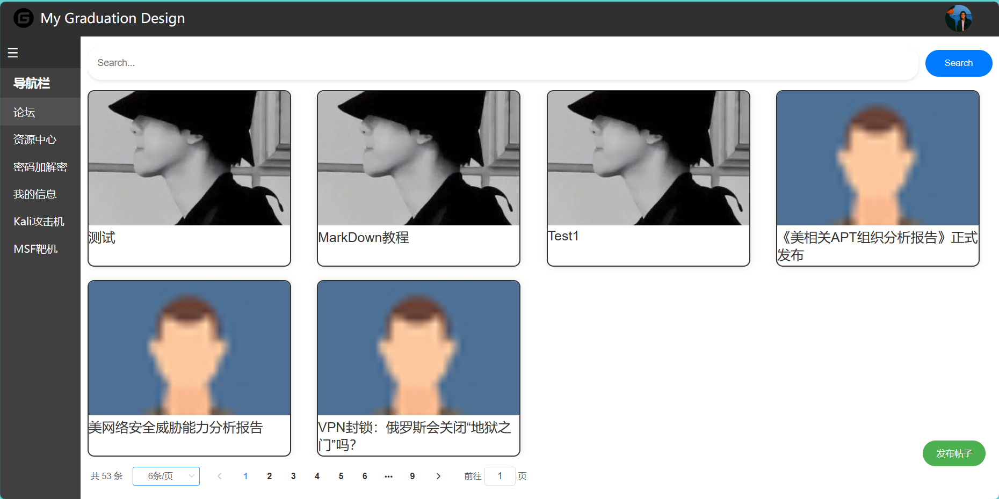 My Graduation Design
导航栏
论坛
资源中心
密码加解密
我的信息
Kali攻击机
MSF靶机
Search...
Search
测试
MarkDown教程
Test1
《美相关APT组织分析报告》正式
发布
美网络安全威胁能力分析报告
VPN封锁：俄罗斯会关闭“地狱之
门”吗?
发布帖子
共 53 条 6条/页 1 2 3 4 5 6 ••• 9 前往 1 页